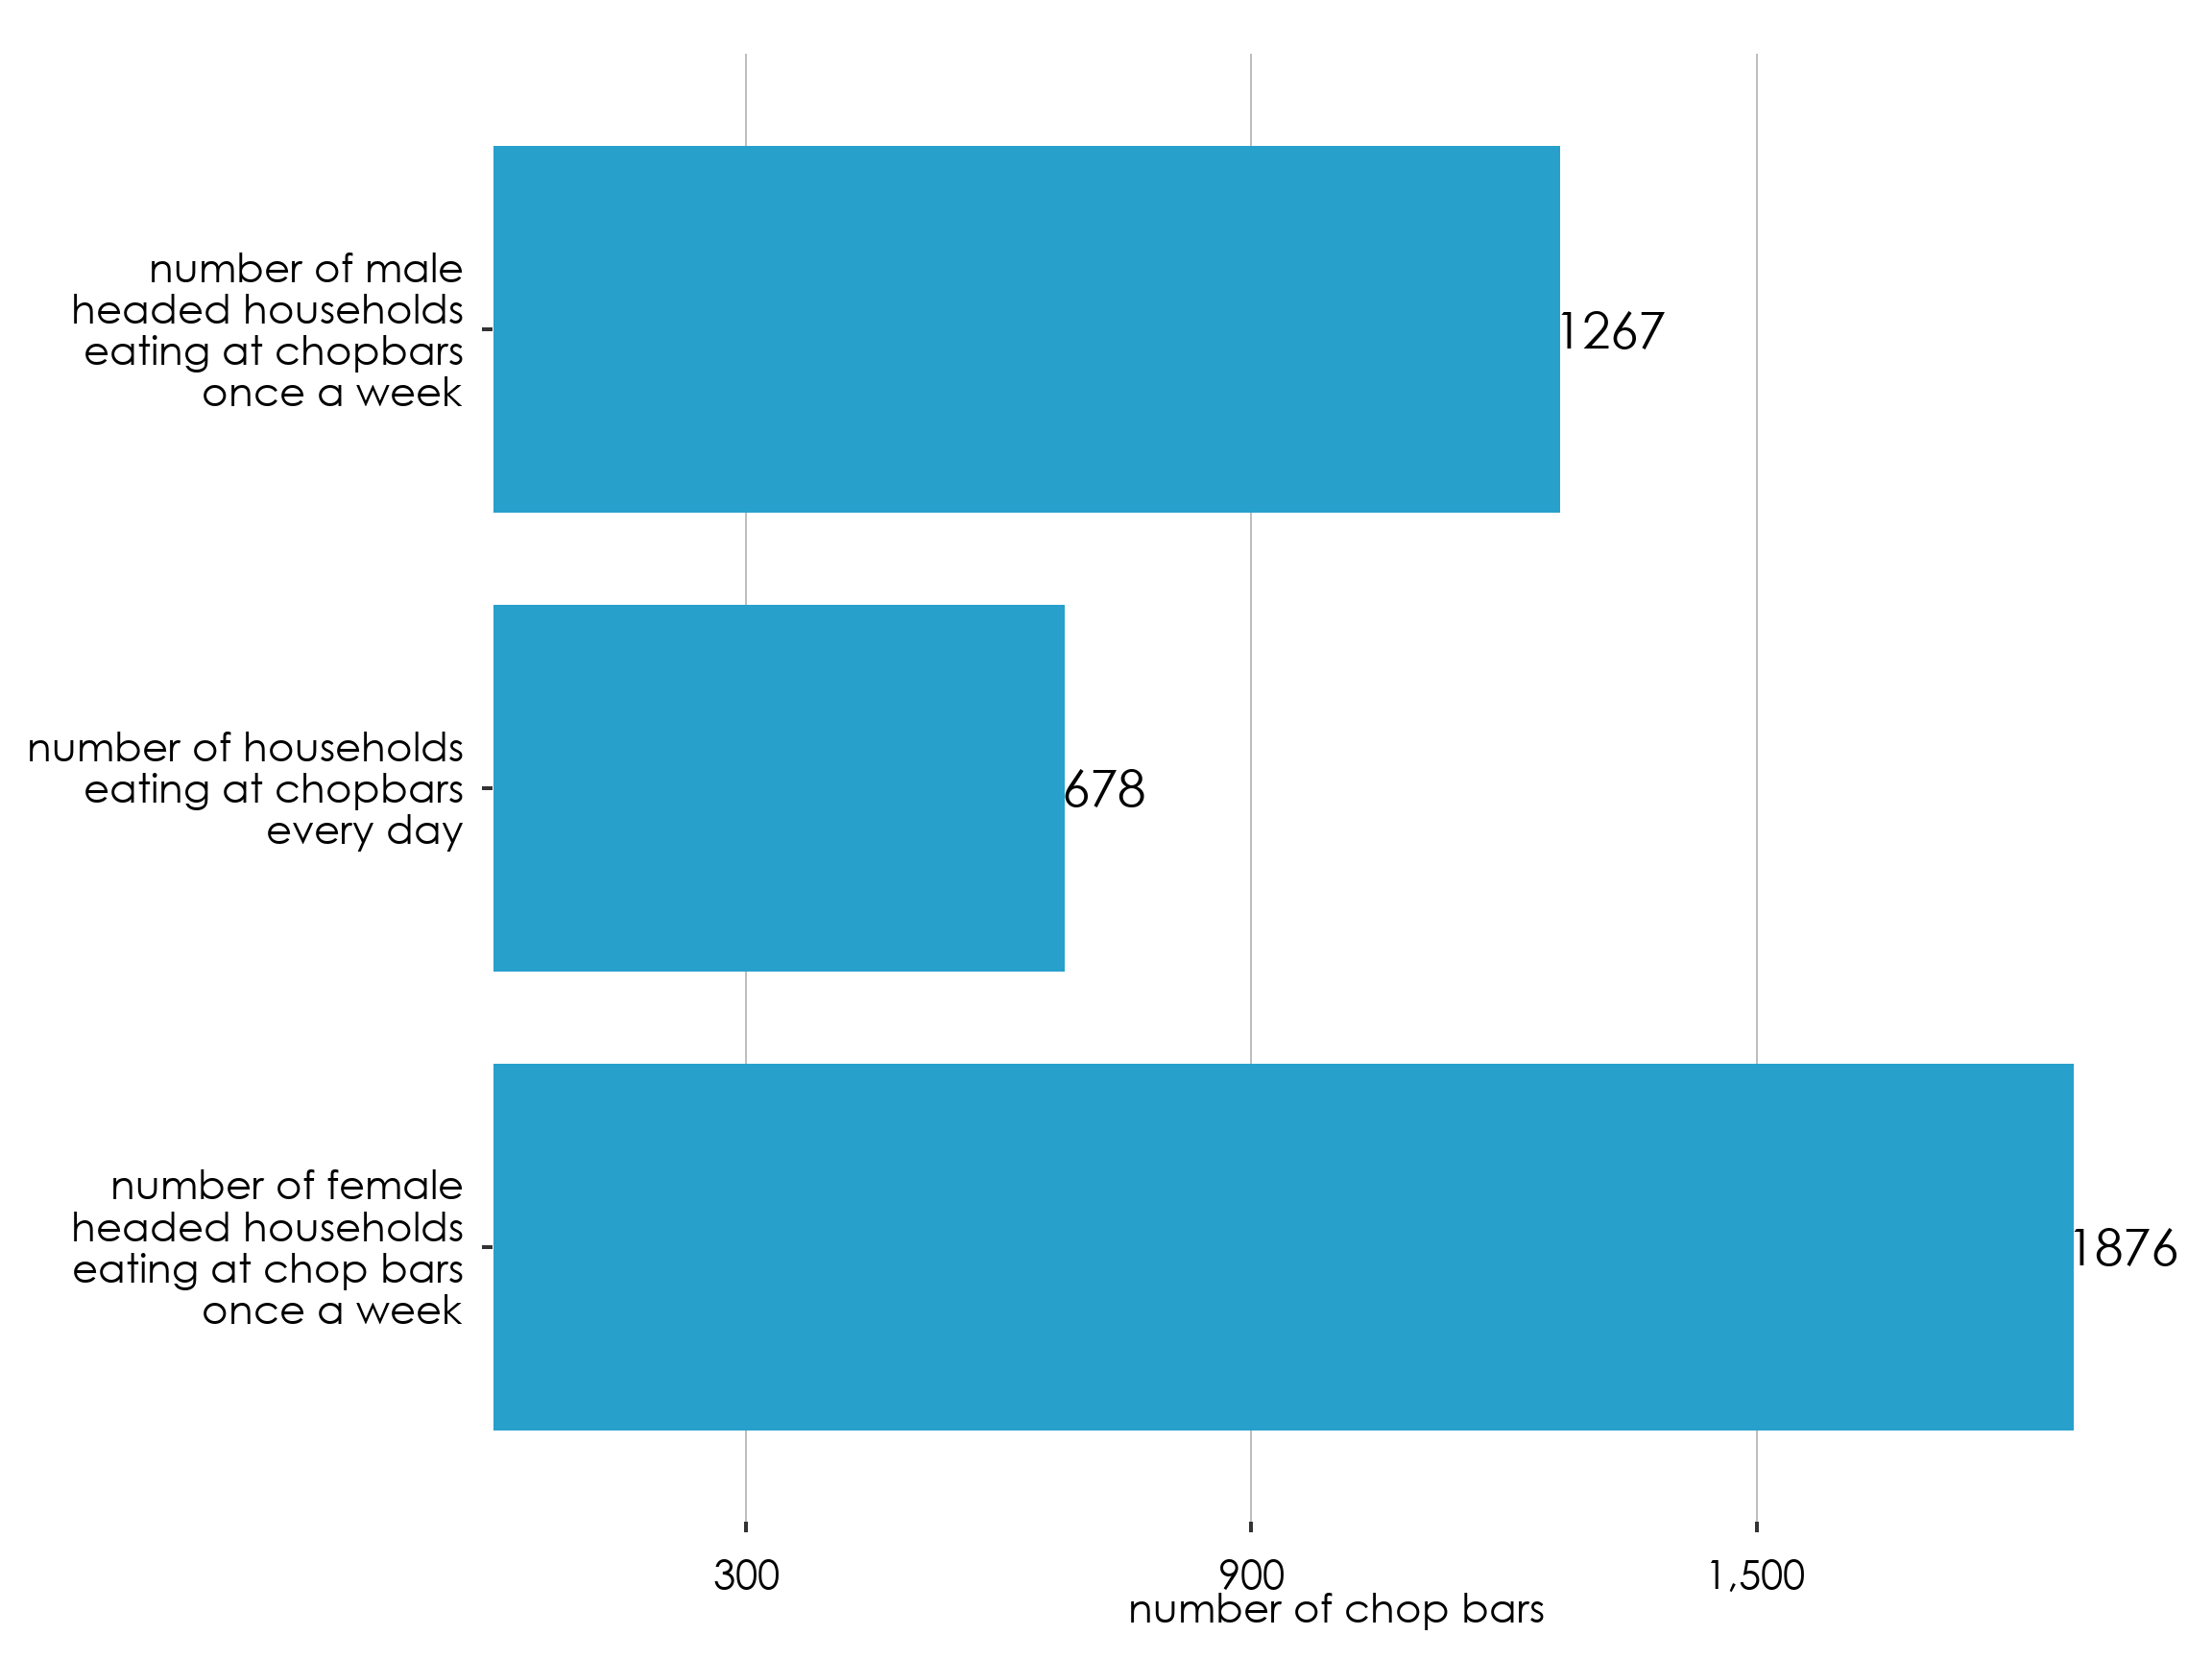 number of male
headed households
eating at chopbars
once a week
1267
number of households
eating at chopbars
every day
678
number of female
headed households
eating at chop bars
once a week
1876
300
900
1,500
number of chop bars